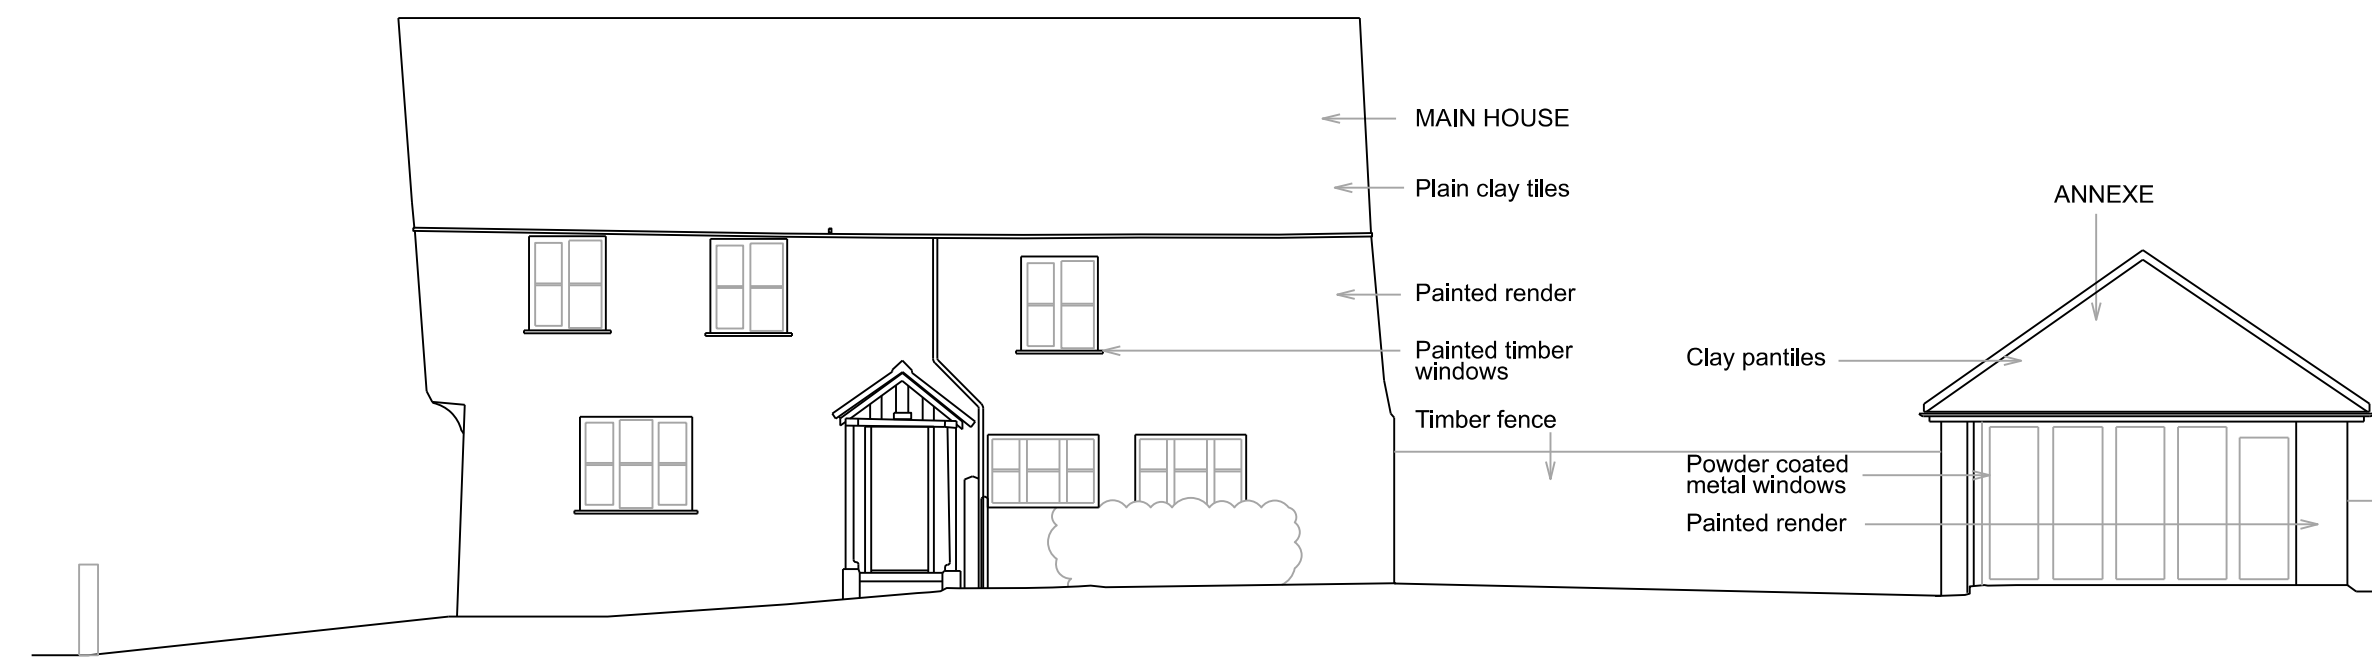 MAIN HOUSE
Plain clay tiles
ANNEXE
Painted render
Painted timber
windows
Clay pantiles
Timber fence
Powder coated
metal windows
Painted render